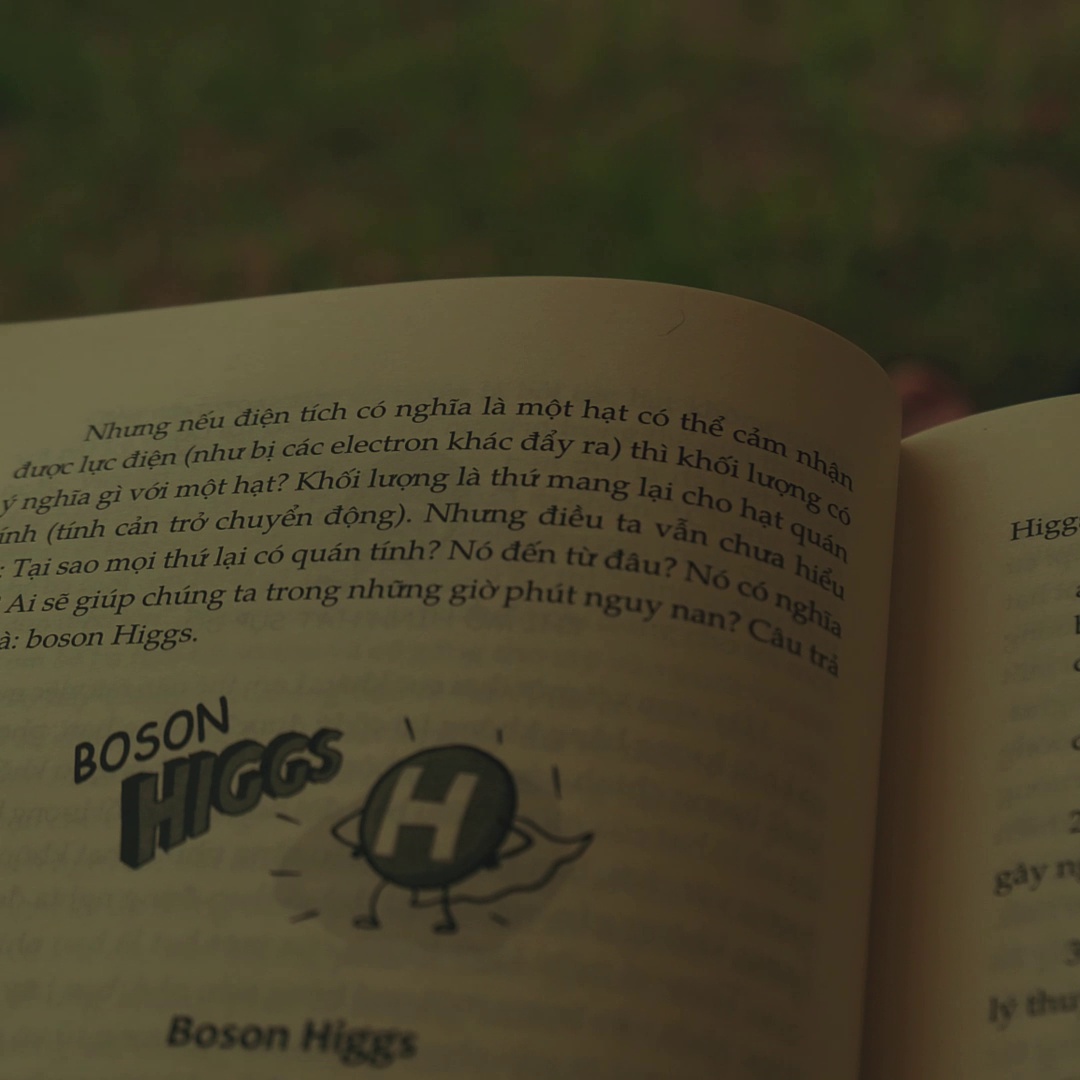 Nhưng nếu điện tích có nghĩa là một hạt có thể cảm nhận
được lực điện (như bị các electron khác đẩy ra) thì khối lượng có
ý nghĩa gì với một hạt? Khối lượng là thứ mang lại cho hạt quán
ính (tính cản trở chuyển động). Nhưng điều ta vẫn chưa hiểu
: Tại sao mọi thứ lại có quán tính? Nó đến từ đâu? Nó có nghĩa
Ai sẽ giúp chúng ta trong những giờ phút nguy nan? Câu trả
à: boson Higgs.
BOSON
HIGGS
H
Boson Higgs
Higgs
2
gây
3
lý